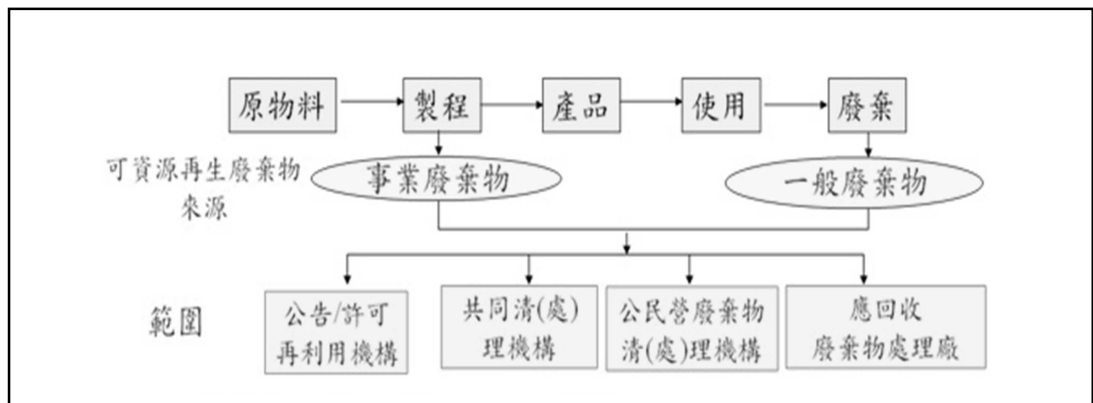 原物料
製程
產品
使用
廢棄
可資源再生廢棄物
來源
事業廢棄物
一般廢棄物
範圍
公告/許可
再利用機構
共同清(處)
理機構
公民營廢棄物
清(處)理機構
應回收
廢棄物處理廠